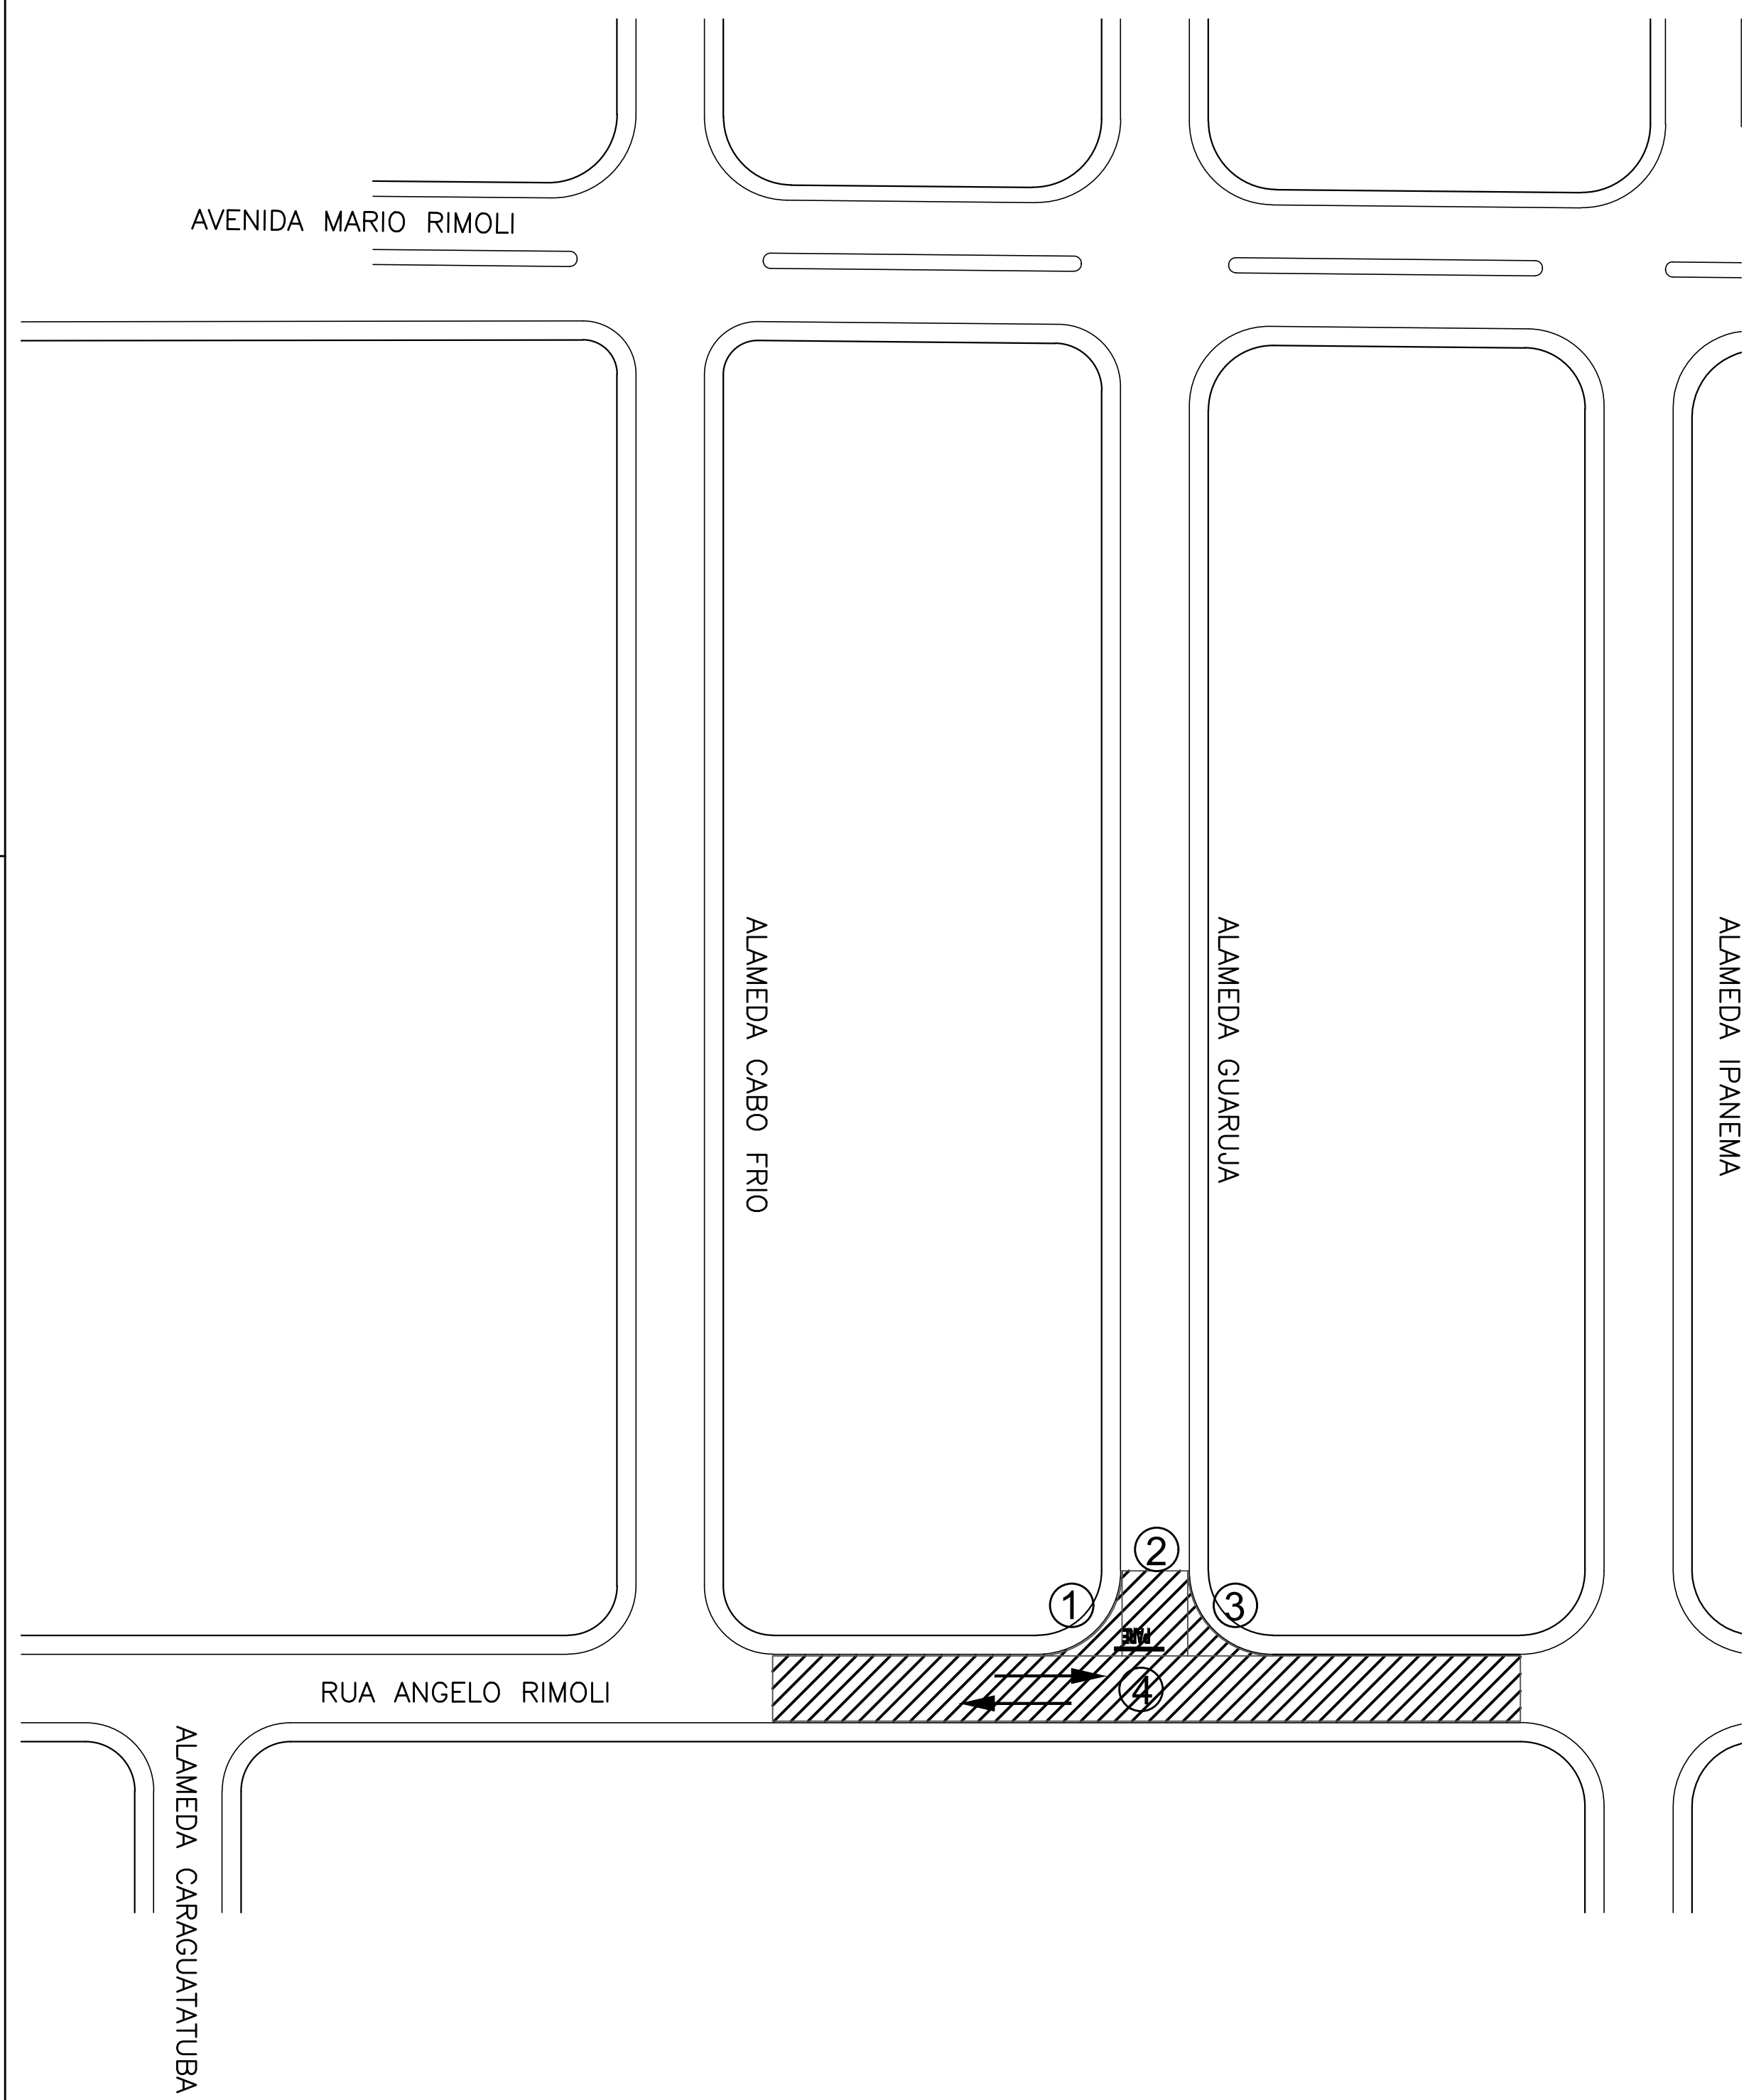 AVENIDA MARIO RIMOLI
ALAMEDA CABO FRIO
ALAMEDA GUARUJA
ALAMEDA IPANEMA
2
1
3
PARE
4
RUA ANGELO RIMOLI
ALAMEDA CARAGUATATUBA